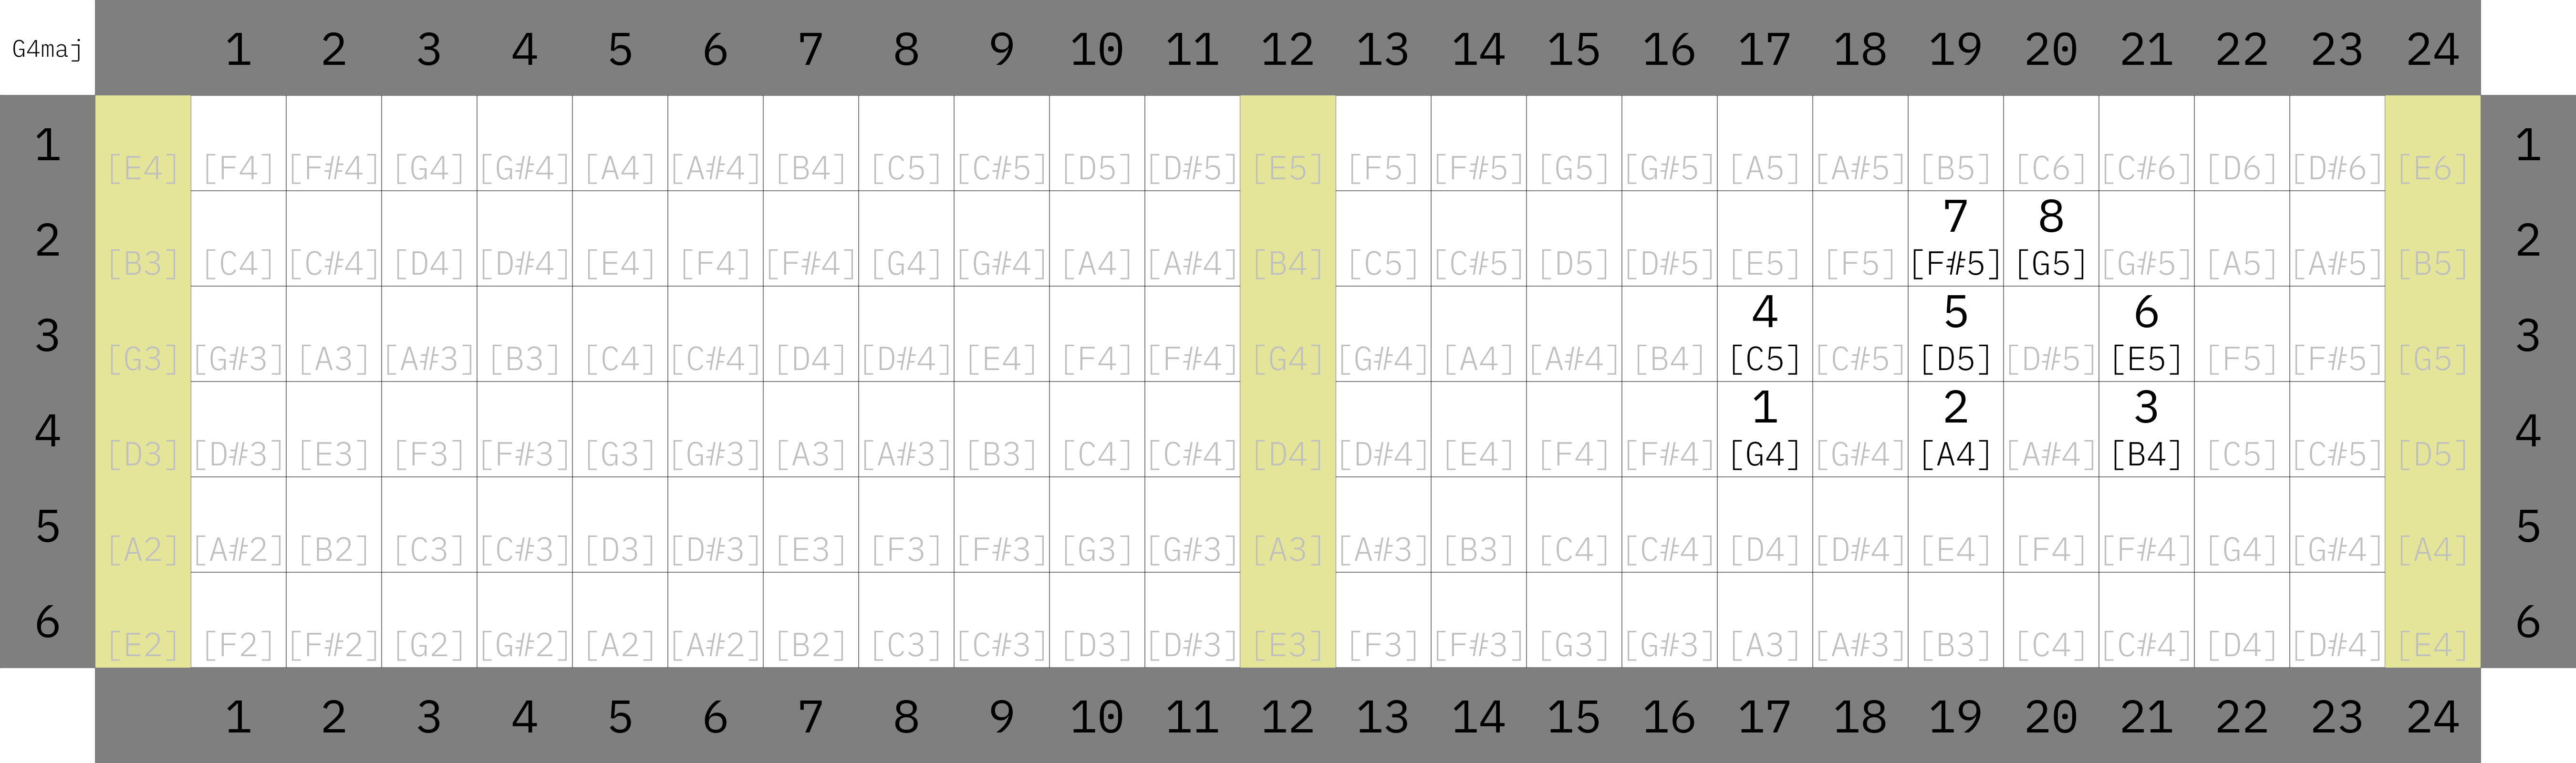 G4maj 1 2 3 4 5 6 7 8 9 10 11 12 13 14 15 16 17 18 19 20 21 22 23 24
1 [E4] [F4] [F#4] [G4] [G#4] [A4] [A#4] [B4] [C5] [C#5] [D5] [D#5] [E5] [F5] [F#5] [G5] [G#5] [A5] [A#5] [B5] [C6] [C#6] [D6] [D#6] [E6] 1
7 8
2 [B3] [C4] [C#4] [D4] [D#4] [E4] [F4] [F#4] [G4] [G#4] [A4] [A#4] [B4] [C5] [C#5] [D5] [D#5] [E5] [F5] [F#5] [G5] [G#5] [A5] [A#5] [B5] 2
4 5 6
3 [G3] [G#3] [A3] [A#3] [B3] [C4] [C#4] [D4] [D#4] [E4] [F4] [F#4] [G4] [G#4] [A4] [A#4] [B4] [C5] [C#5] [D5] [D#5] [E5] [F5] [F#5] [G5] 3
1 2 3
4 [D3] [D#3] [E3] [F3] [F#3] [G3] [G#3] [A3] [A#3] [B3] [C4] [C#4] [D4] [D#4] [E4] [F4] [F#4] [G4] [G#4] [A4] [A#4] [B4] [C5] [C#5] [D5] 4
5 [A2] [A#2] [B2] [C3] [C#3] [D3] [D#3] [E3] [F3] [F#3] [G3] [G#3] [A3] [A#3] [B3] [C4] [C#4] [D4] [D#4] [E4] [F4] [F#4] [G4] [G#4] [A4] 5
6 [E2] [F2] [F#2] [G2] [G#2] [A2] [A#2] [B2] [C3] [C#3] [D3] [D#3] [E3] [F3] [F#3] [G3] [G#3] [A3] [A#3] [B3] [C4] [C#4] [D4] [D#4] [E4] 6
1 2 3 4 5 6 7 8 9 10 11 12 13 14 15 16 17 18 19 20 21 22 23 24